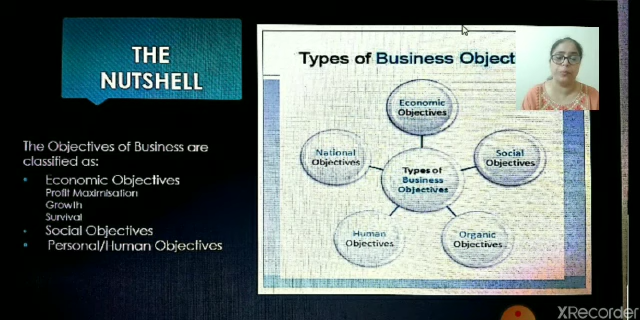 THE
NUTSHELL
The Objectives of Business are
classified as:
• Economic Objectives
Profit Maximisation
Growth
Survival
• Social Objectives
• Personal/Human Objectives
Types of Business Object
Economic
Objectives
National
Objectives
Social
Objectives
Types of
Business
Objectives
Human
Objectives
Organic
Objectives
XRecorder